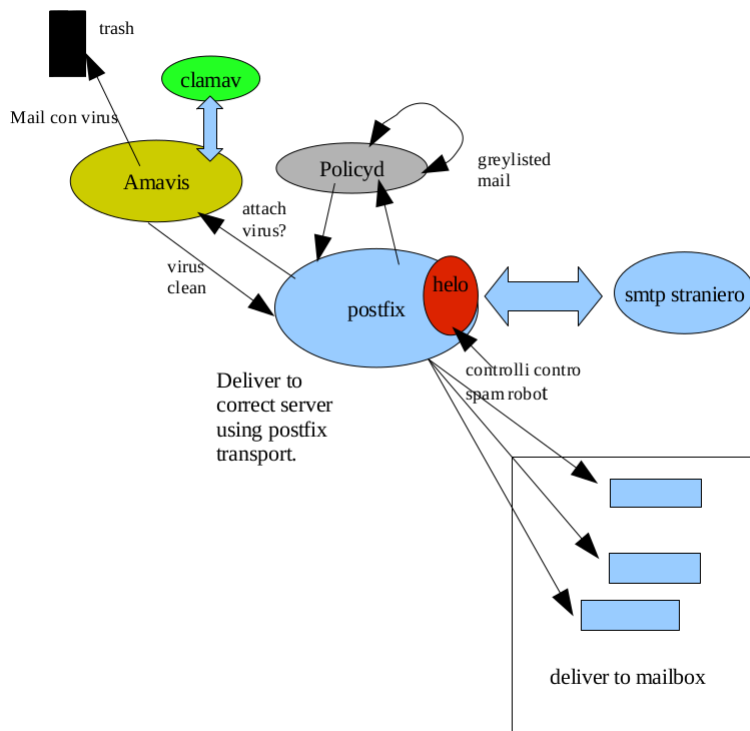 trash
clamav
Mail con virus
Amavis
Policyd
greylisted
mail
attach
virus?
virus
clean
helo
postfix
smtp straniero
controlli contro
spam robot
Deliver to
correct server
using postfix
transport.
deliver to mailbox